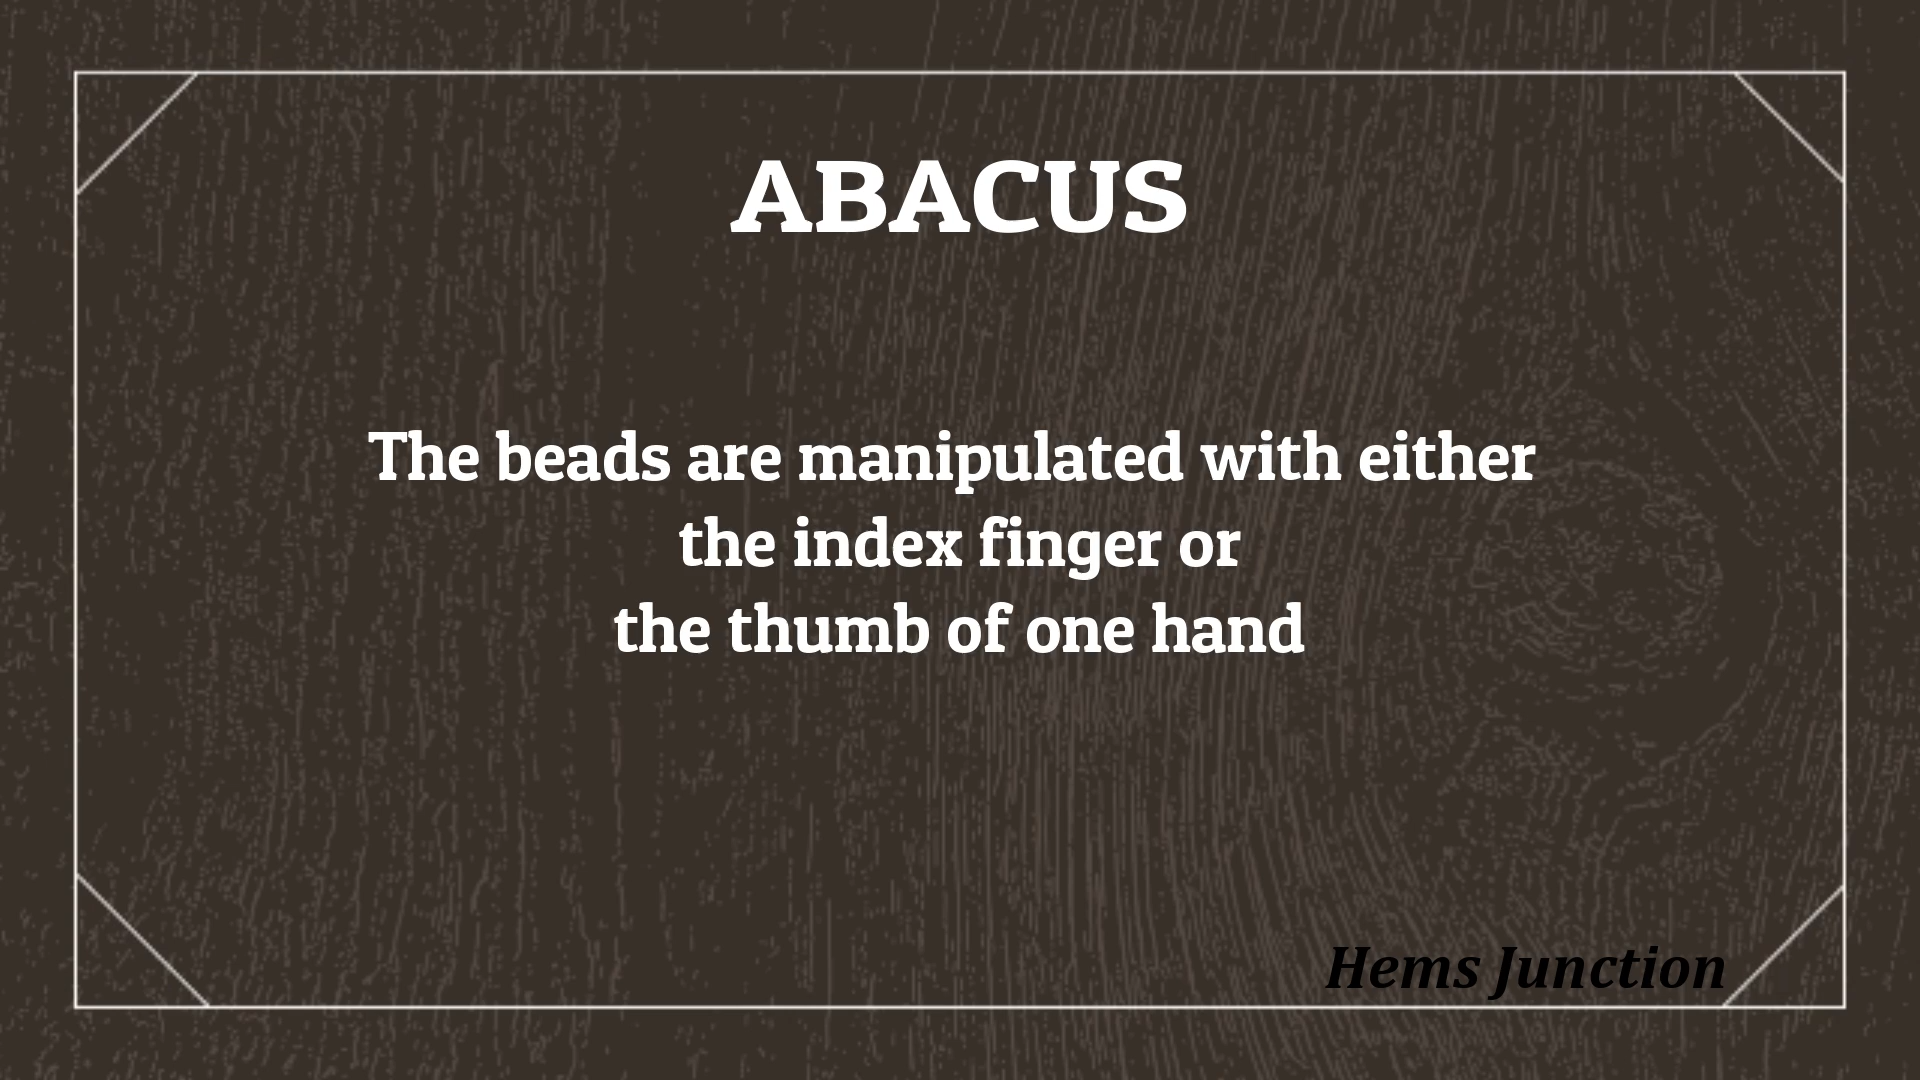 ABACUS
The beads are manipulated with either
the index finger or
the thumb of one hand
Hems Junction